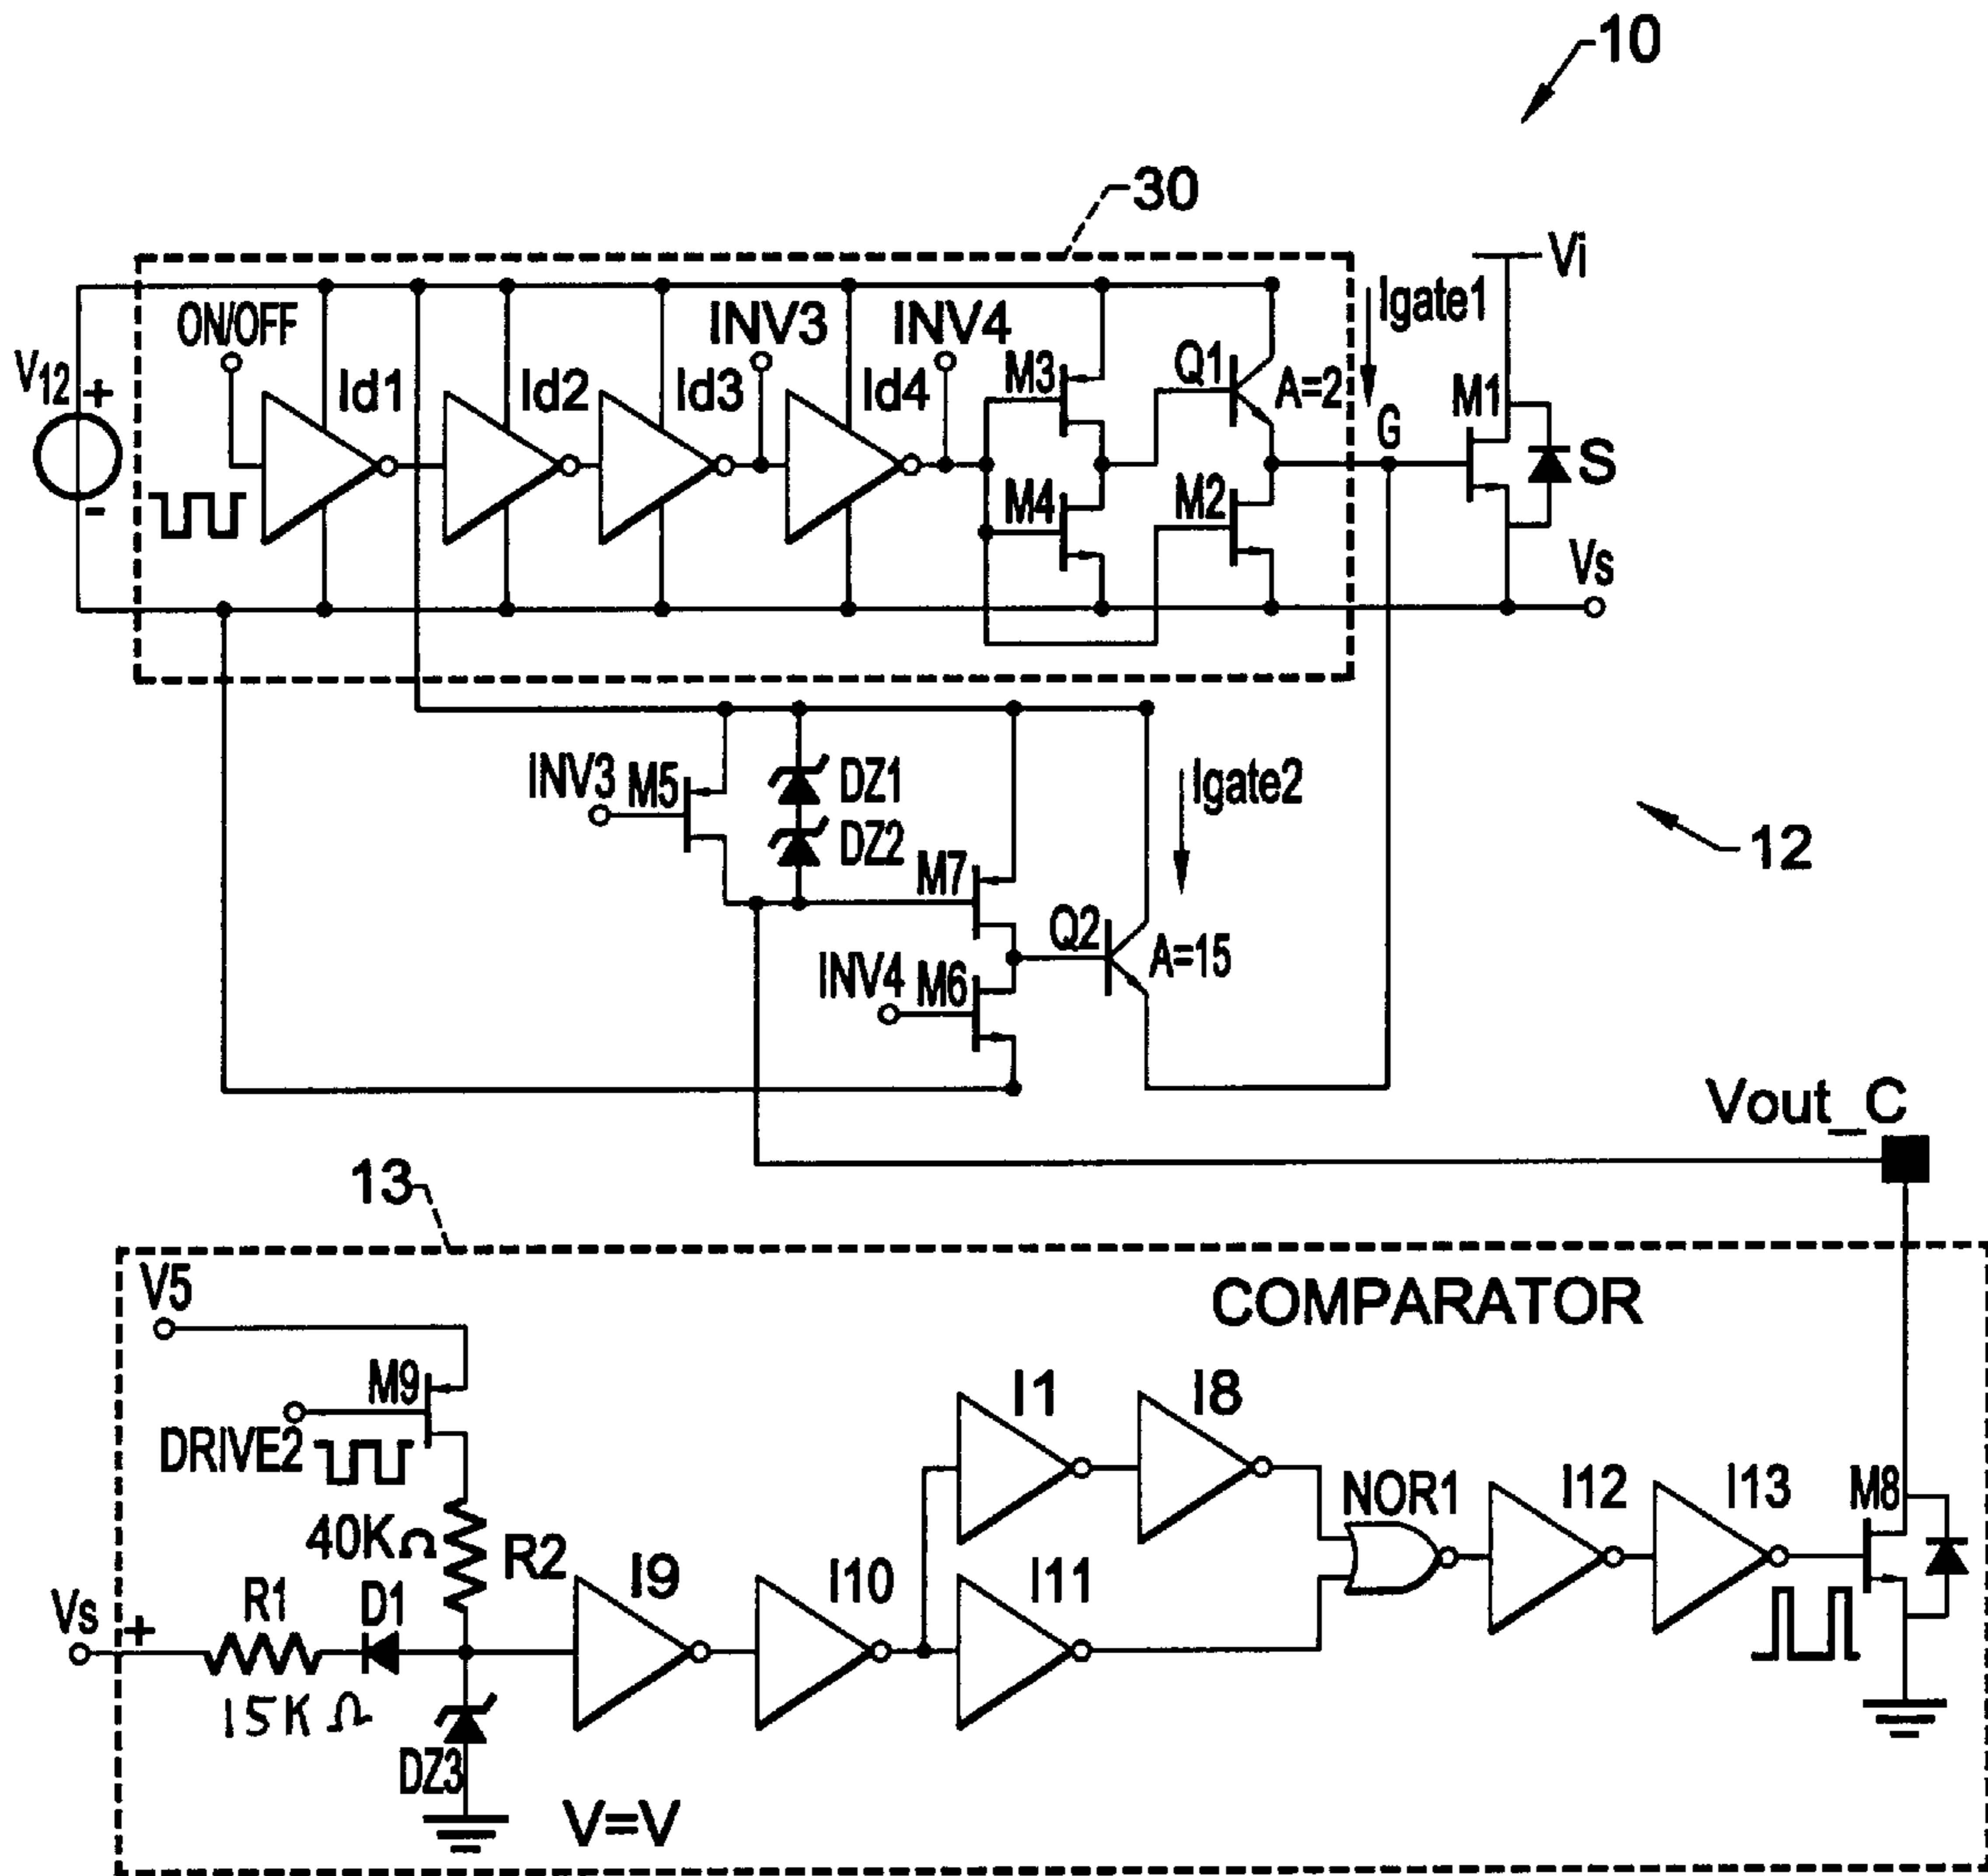 10
30
Vi
Igate1
ON/OFF
INV3
INV4
V12
+
-
Id1
Id2
Id3
Id4
M3
Q1
A=2
G
M1
S
M4
M2
Vs
INV3
M5
DZ1
DZ2
Igate2
12
M7
Q2
A=15
INV4
M6
Vout_C
13
V5
COMPARATOR
M9
DRIVE2
I1
I8
40KΩ
R2
NOR1
I12
I13
M8
Vs
+
R1
D1
I9
I10
I11
15KΩ
DZ3
V=V